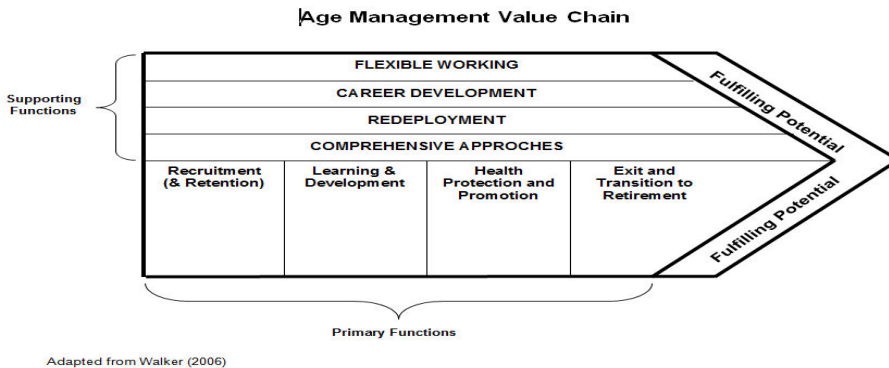 Age Management Value Chain
FLEXIBLE WORKING
CAREER DEVELOPMENT
REDEPLOYMENT
COMPREHENSIVE APPROCHES
Supporting
Functions
Recruitment
(& Retention)
Learning &
Development
Health
Protection and
Promotion
Exit and
Transition to
Retirement
Fulfilling Potential
Fulfilling Potential
Primary Functions
Adapted from Walker (2006)